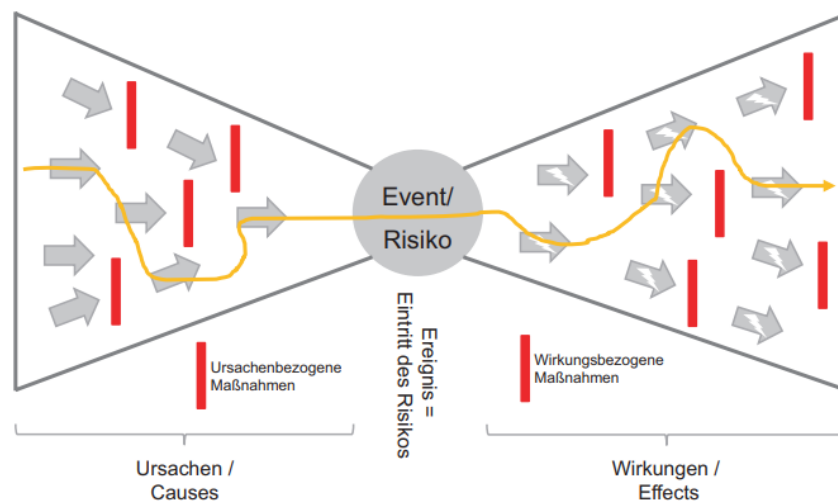 Event/
Risiko
Ereignis =
Eintritt des Risikos
Ursachenbezogene
Maßnahmen
Wirkungsbezogene
Maßnahmen
Ursachen /
Causes
Wirkungen /
Effects